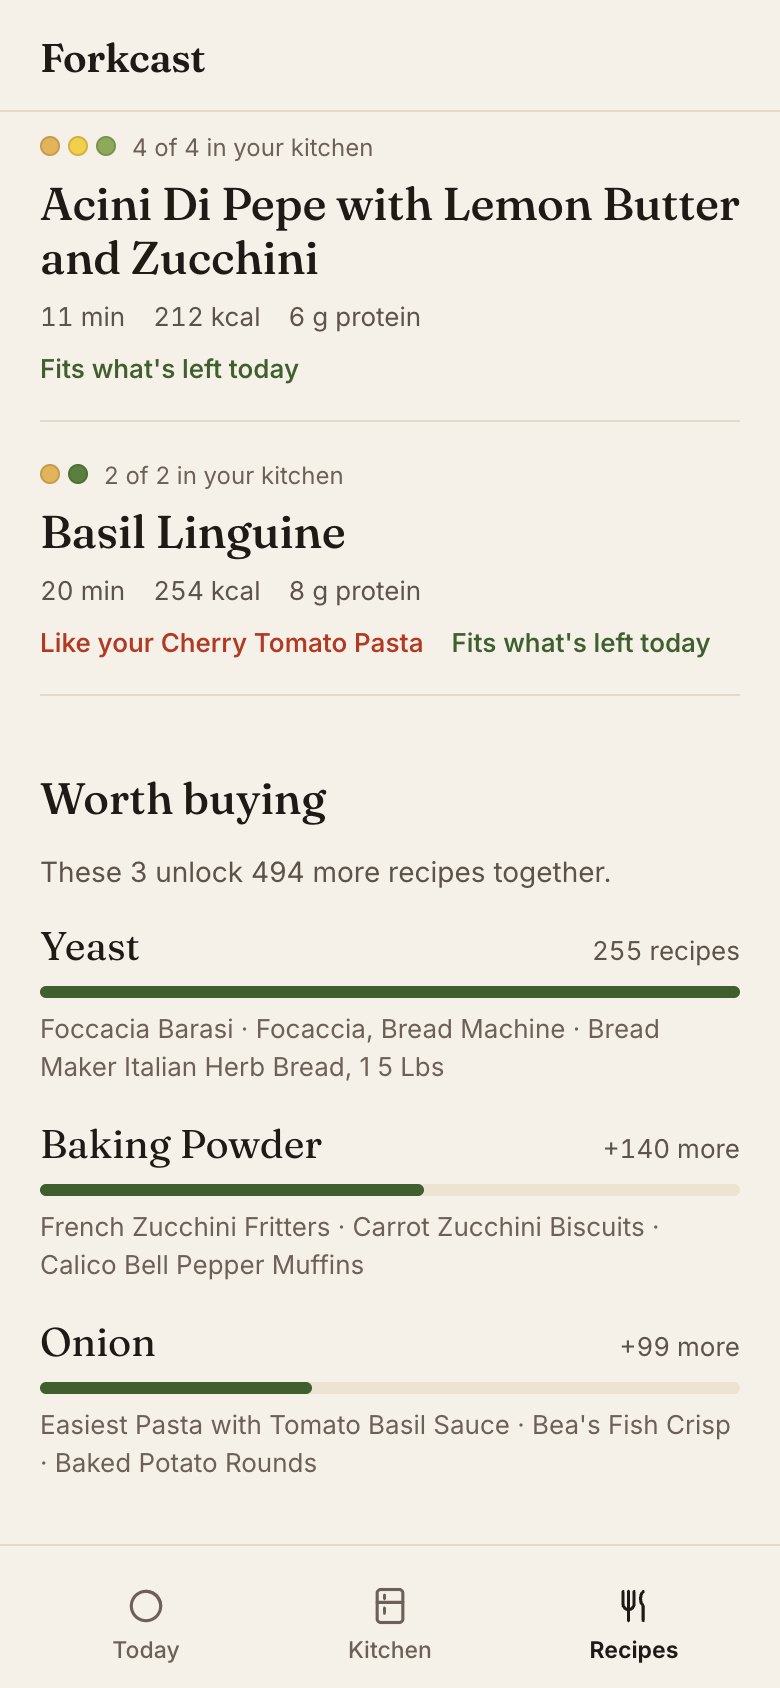 Forkcast
4 of 4 in your kitchen
Acini Di Pepe with Lemon Butter
and Zucchini
11 min 212 kcal 6 g protein
Fits what's left today
2 of 2 in your kitchen
Basil Linguine
20 min 254 kcal 8 g protein
Like your Cherry Tomato Pasta Fits what's left today
Worth buying
These 3 unlock 494 more recipes together.
Yeast 255 recipes
Foccacia Barasi · Focaccia, Bread Machine · Bread
Maker Italian Herb Bread, 1 5 Lbs
Baking Powder +140 more
French Zucchini Fritters · Carrot Zucchini Biscuits ·
Calico Bell Pepper Muffins
Onion +99 more
Easiest Pasta with Tomato Basil Sauce · Bea's Fish Crisp
· Baked Potato Rounds
Today Kitchen Recipes